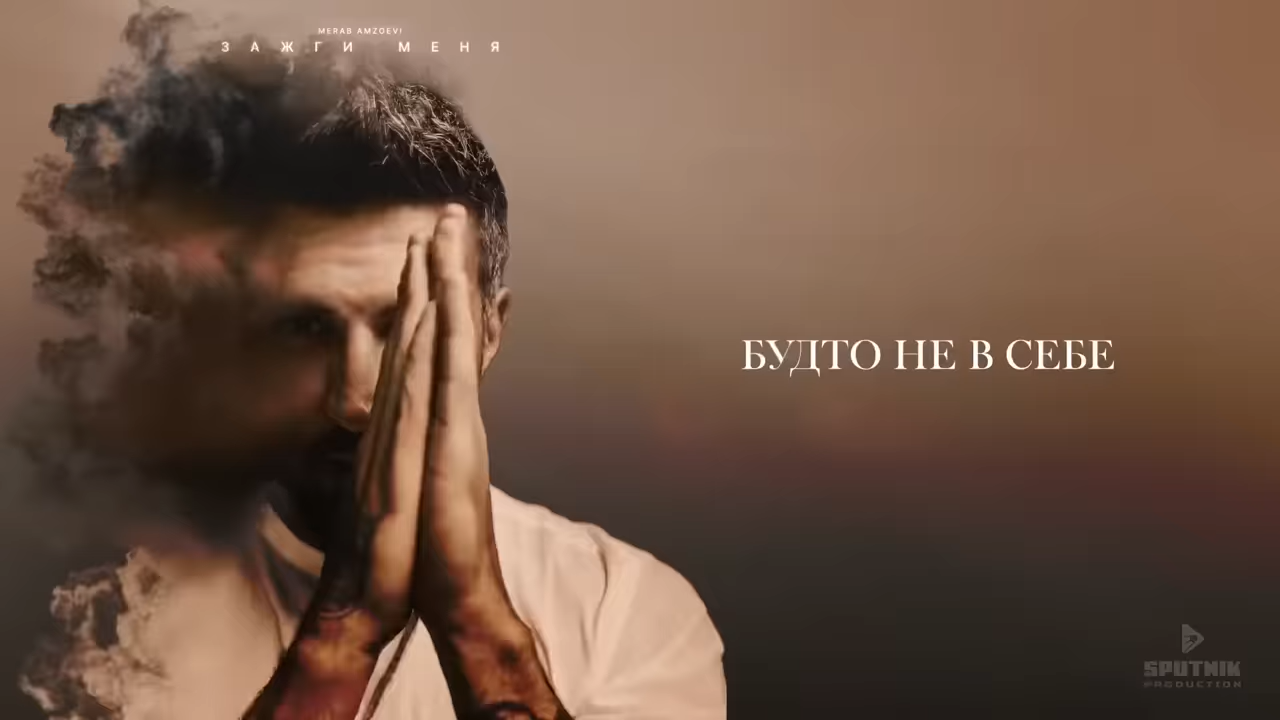 MERAB AMZOEVI
ЗАЖГИ МЕНЯ
БУДТО НЕ В СЕБЕ
SPUTNIK
PRODUCTION